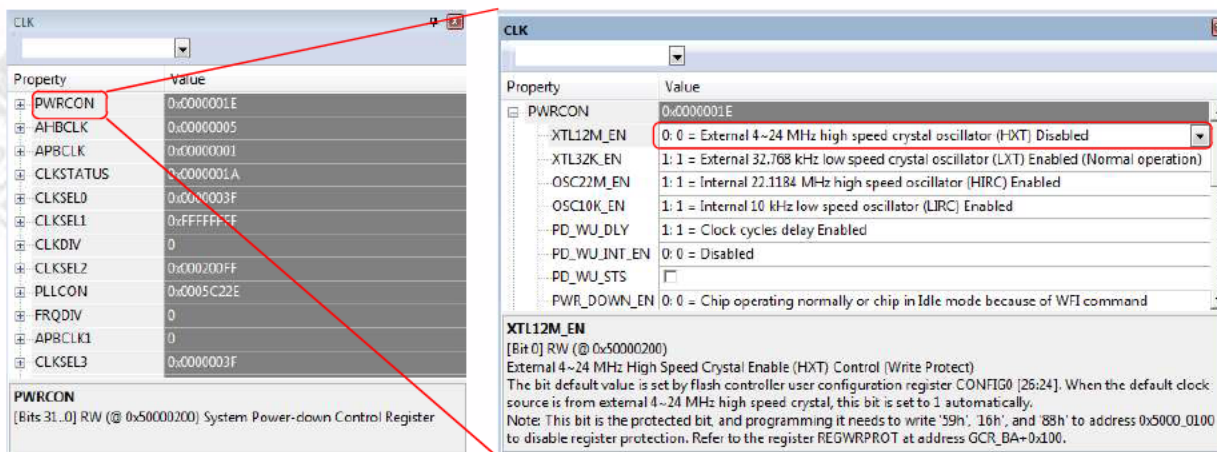 CLK
Property Value
PWRCON 0x0000001E
AHBCLK 0x00000005
APBCLK 0x00000001
CLKSTATUS 0x0000001A
CLKSEL0 0x0000003F
CLKSEL1 0xFFFFFFFF
CLKDIV 0
CLKSEL2 0x000200FF
PLLCON 0x0005C22E
FRQDIV 0
APBCLK1 0
CLKSEL3 0x0000003F
PWRCON
[Bits 31..0] RW (@ 0x50000200) System Power-down Control Register
CLK
Property Value
PWRCON 0x0000001E
XTL12M_EN 0: 0 = External 4~24 MHz high speed crystal oscillator (HXT) Disabled
XTL32K_EN 1: 1 = External 32.768 kHz low speed crystal oscillator (LXT) Enabled (Normal operation)
OSC22M_EN 1: 1 = Internal 22.1184 MHz high speed oscillator (HIRC) Enabled
OSC10K_EN 1: 1 = Internal 10 kHz low speed oscillator (LIRC) Enabled
PD_WU_DLY 1: 1 = Clock cycles delay Enabled
PD_WU_INT_EN 0: 0 = Disabled
PD_WU_STS
PWR_DOWN_EN 0: 0 = Chip operating normally or chip in Idle mode because of WFI command
XTL12M_EN
[Bit 0] RW (@ 0x50000200)
External 4~24 MHz High Speed Crystal Enable (HXT) Control (Write Protect)
The bit default value is set by flash controller user configuration register CONFIG0 [26:24]. When the default clock
source is from external 4~24 MHz high speed crystal, this bit is set to 1 automatically.
Note: This bit is the protected bit, and programming it needs to write '59h', '16h', and '88h' to address 0x5000_0100
to disable register protection. Refer to the register REGWRPROT at address GCR_BA+0x100.